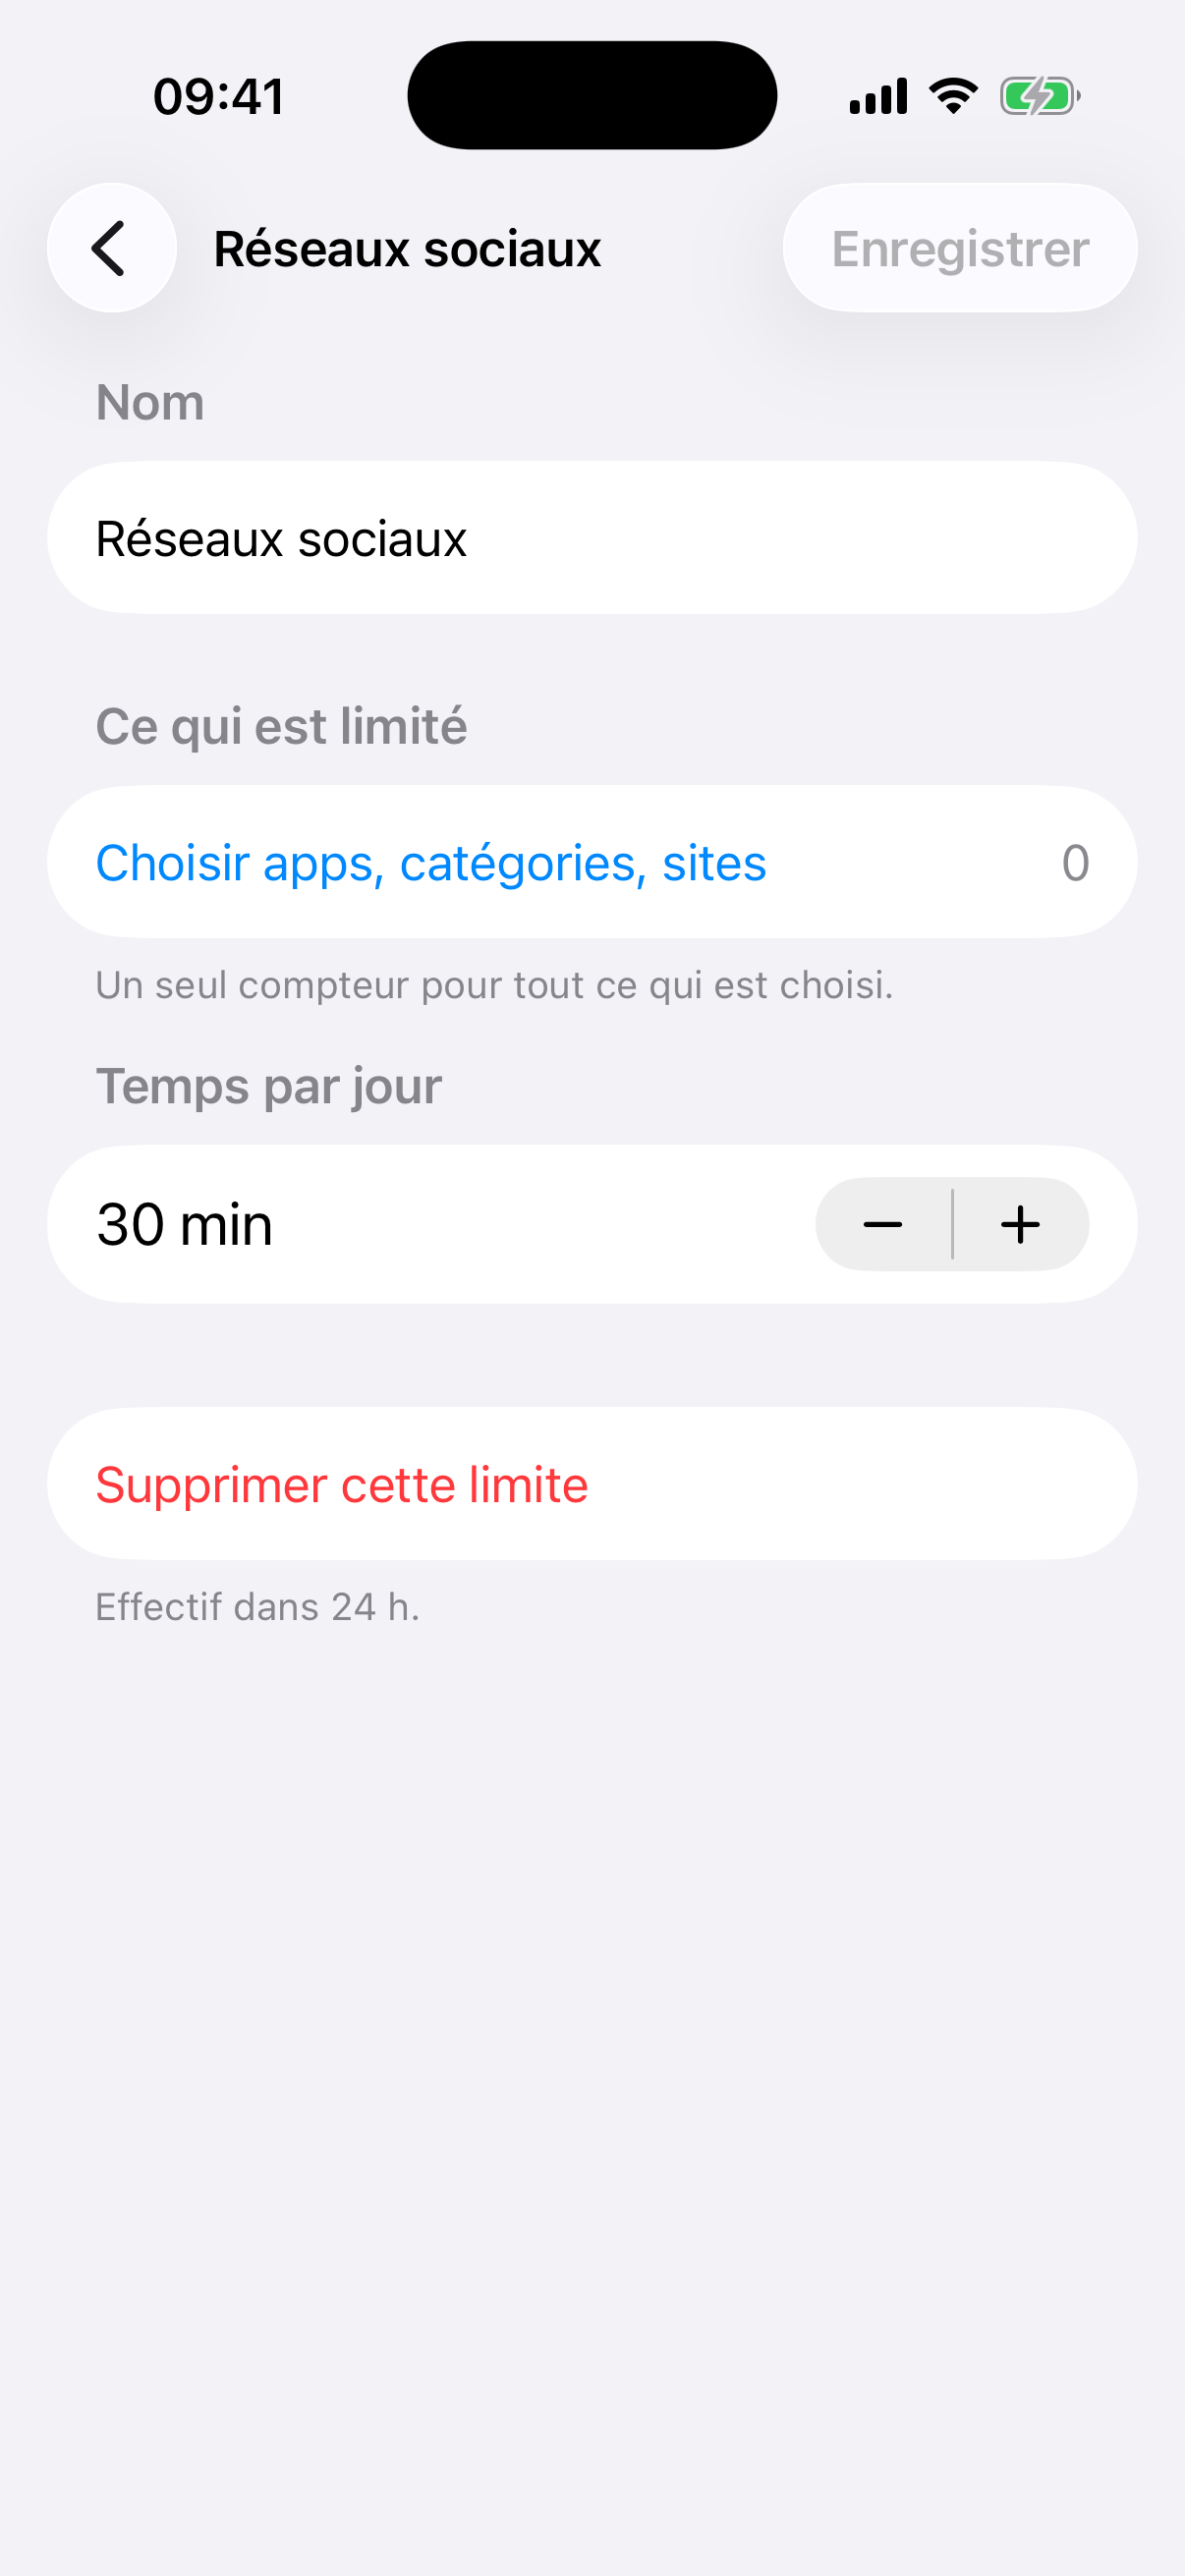 09:41
Réseaux sociaux
Enregistrer
Nom
Réseaux sociaux
Ce qui est limité
Choisir apps, catégories, sites 0
Un seul compteur pour tout ce qui est choisi.
Temps par jour
30 min
Supprimer cette limite
Effectif dans 24 h.